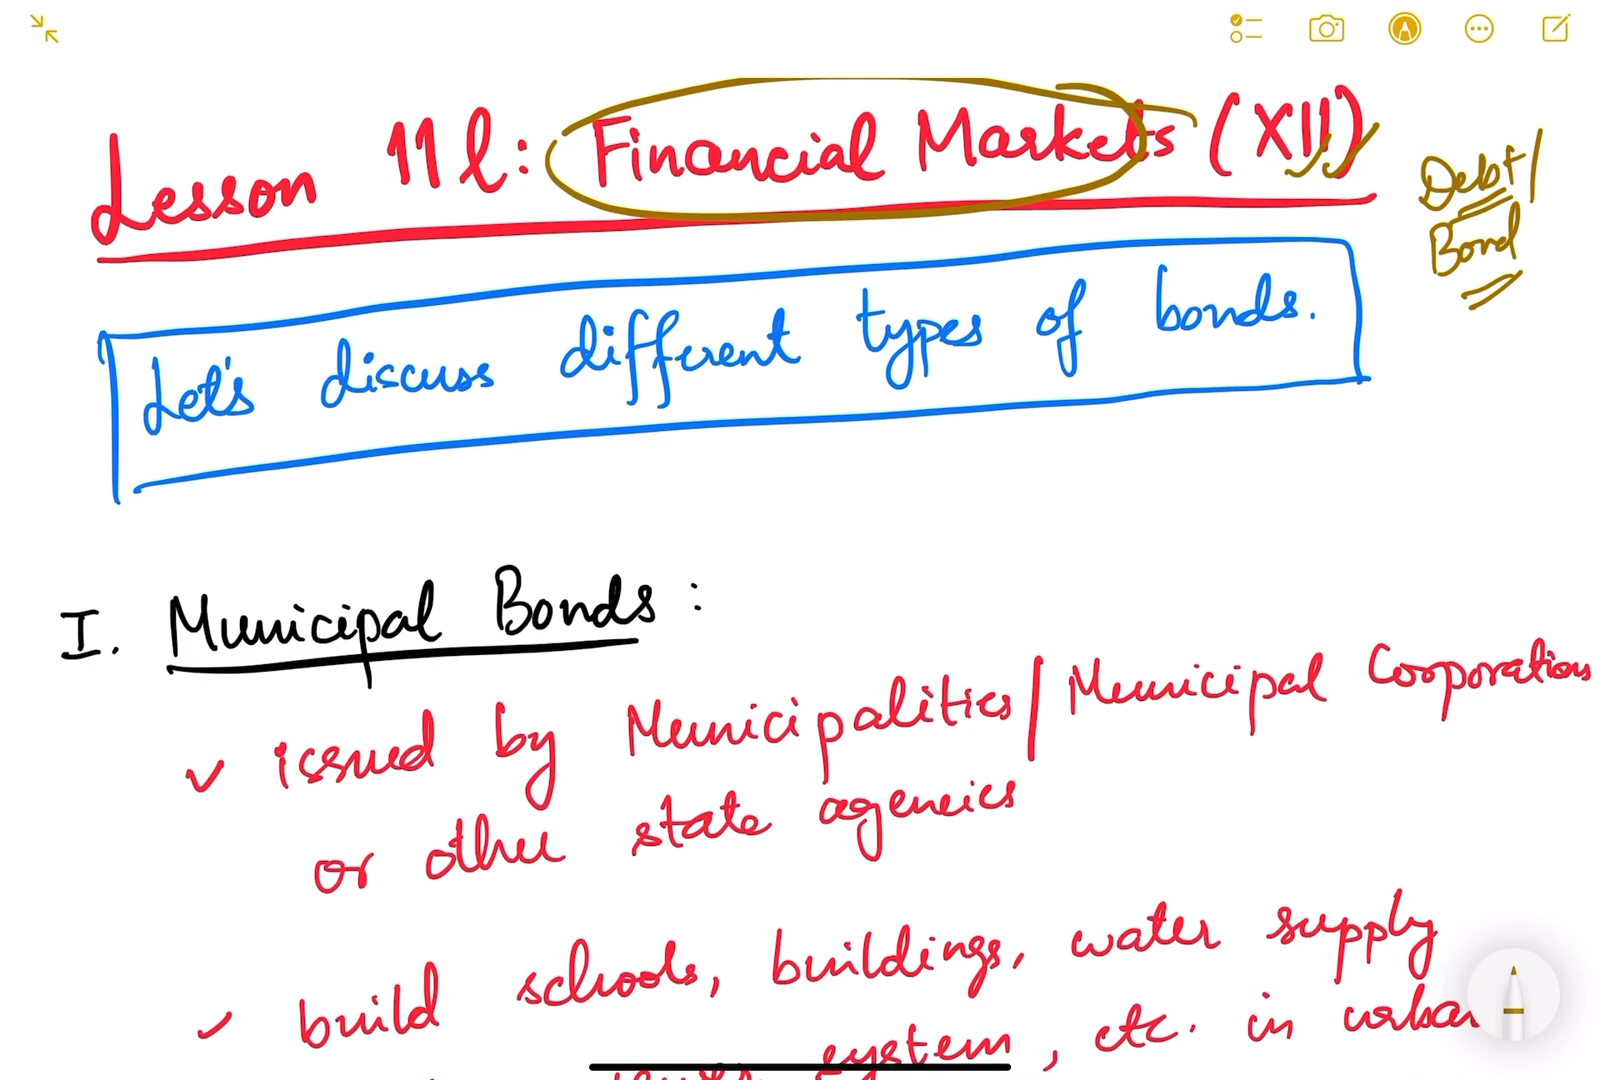 Lesson 11 l: Financial Markets (XII)
Debt/
Bond
Let's discuss different types of bonds.
I. Municipal Bonds:
✓ issued by Municipalities/Municipal Corporations
or other state agencies
✓ build schools, buildings, water supply
system, etc. in urban